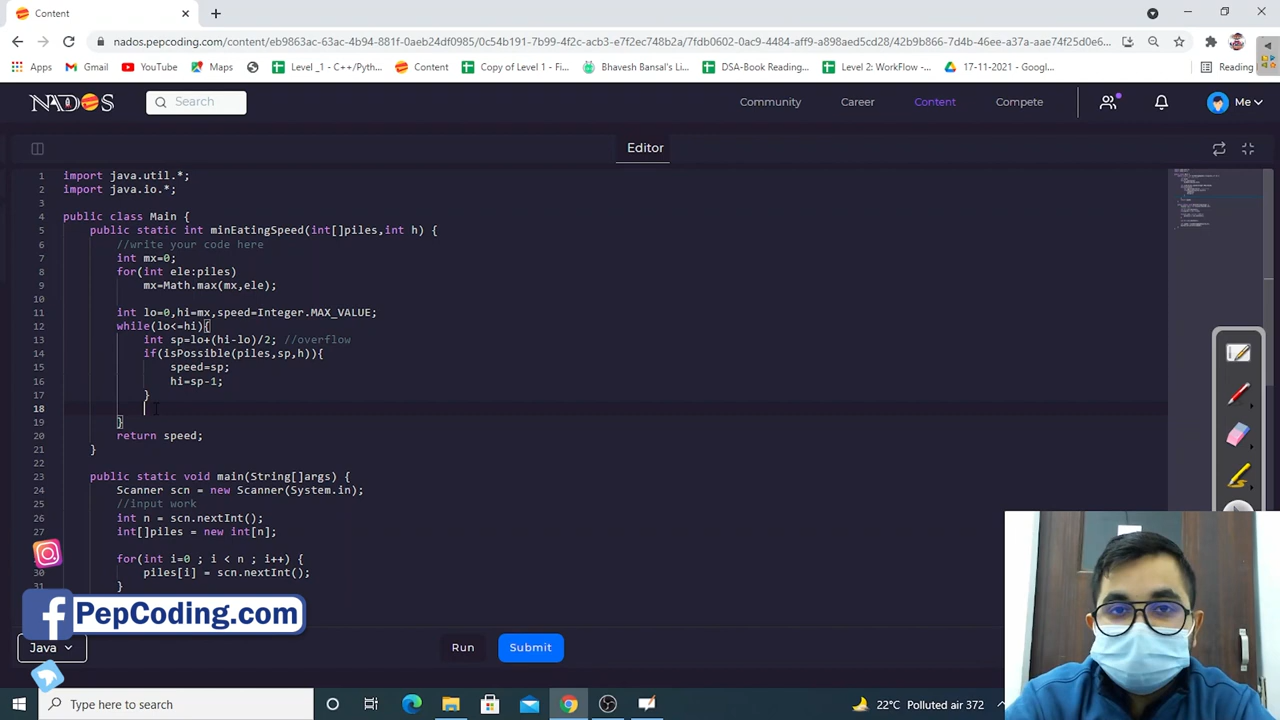 Content
nados.pepcoding.com/content/eb9863ac-63ac-4b94-881f-0aeb24df0985/0c54b191-7b99-4f2c-acb3-e7f2ec748b2a/7fdb0602-0ac9-4484-aff9-a898aed5cd28/42b9b866-7d4b-46ee-a37a-aae74f25d0e6...
Apps Gmail YouTube Maps Level _1 - C++/Pyth... Content Copy of Level 1 - Fi... Bhavesh Bansal's Li... DSA-Book Reading... Level 2: WorkFlow -... 17-11-2021 - Googl... Reading
NADOS Search Community Career Content Compete Me
Editor
1 import java.util.*;
2 import java.io.*;
3
4 public class Main {
5 public static int minEatingSpeed(int[]piles,int h) {
6 //write your code here
7 int mx=0;
8 for(int ele:piles)
9 mx=Math.max(mx,ele);
10
11 int lo=0,hi=mx,speed=Integer.MAX_VALUE;
12 while(lo<=hi){
13 int sp=lo+(hi-lo)/2; //overflow
14 if(isPossible(piles,sp,h)){
15 speed=sp;
16 hi=sp-1;
17 }
18
19 }
20 return speed;
21 }
22
23 public static void main(String[]args) {
24 Scanner scn = new Scanner(System.in);
25 //input work
26 int n = scn.nextInt();
27 int[]piles = new int[n];
for(int i=0 ; i < n ; i++) {
30 piles[i] = scn.nextInt();
31 }
PepCoding.com
Java Run Submit
Type here to search 22°C Polluted air 372